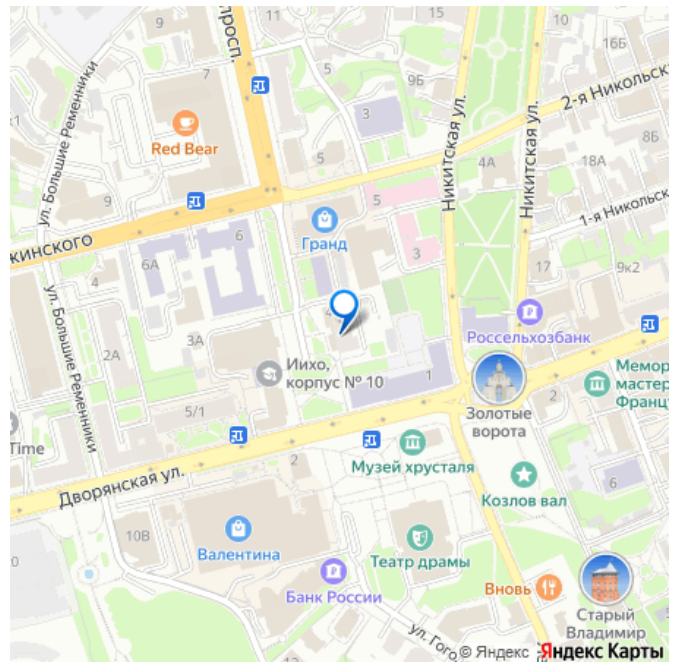 просп.
11
15
10
16Б
ул. Большие Ременники
7
9Б
2-я Никольск
к1
3
Никитская ул.
Никитская ул.
Red Bear
5
4А
18А
8Б
9
5
1-я Никольск
кинского
6
Гранд
3
4
6А
17
9к2
ул. Большие Ременники
4
Россельхозбанк
2А
3А
Иихо,
корпус № 10
1
Мемор
мастер
Францу
5/1
Золотые
ворота
2
Time
Музей хрусталя
Дворянская ул.
2
Козлов вал
6
10В
Валентина
Театр драмы
0
Банк России
Вновь
Старый
Владимир
ул. Гого
© Яндекс Яндекс Карты